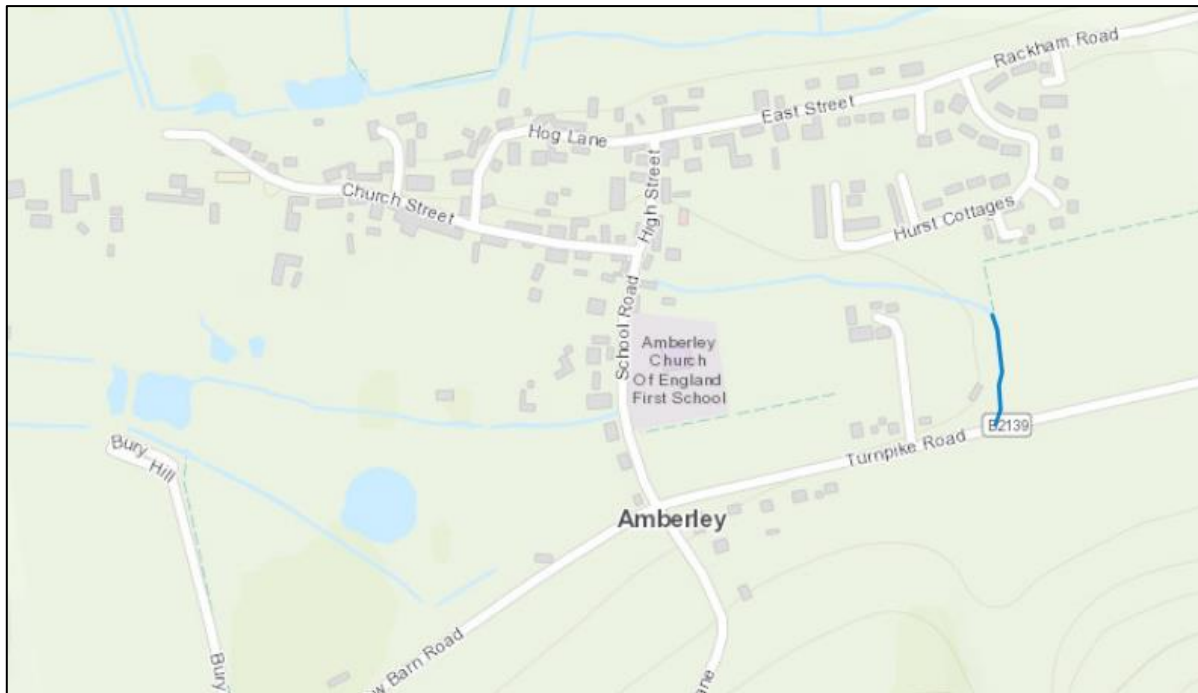 Rackham Road
East Street
Hog Lane
High Street
Church Street
Hurst Cottages
School Road
Amberley
Church
Of England
First School
B2139
Turnpike Road
Bury Hill
Amberley
Barn Road
Bury